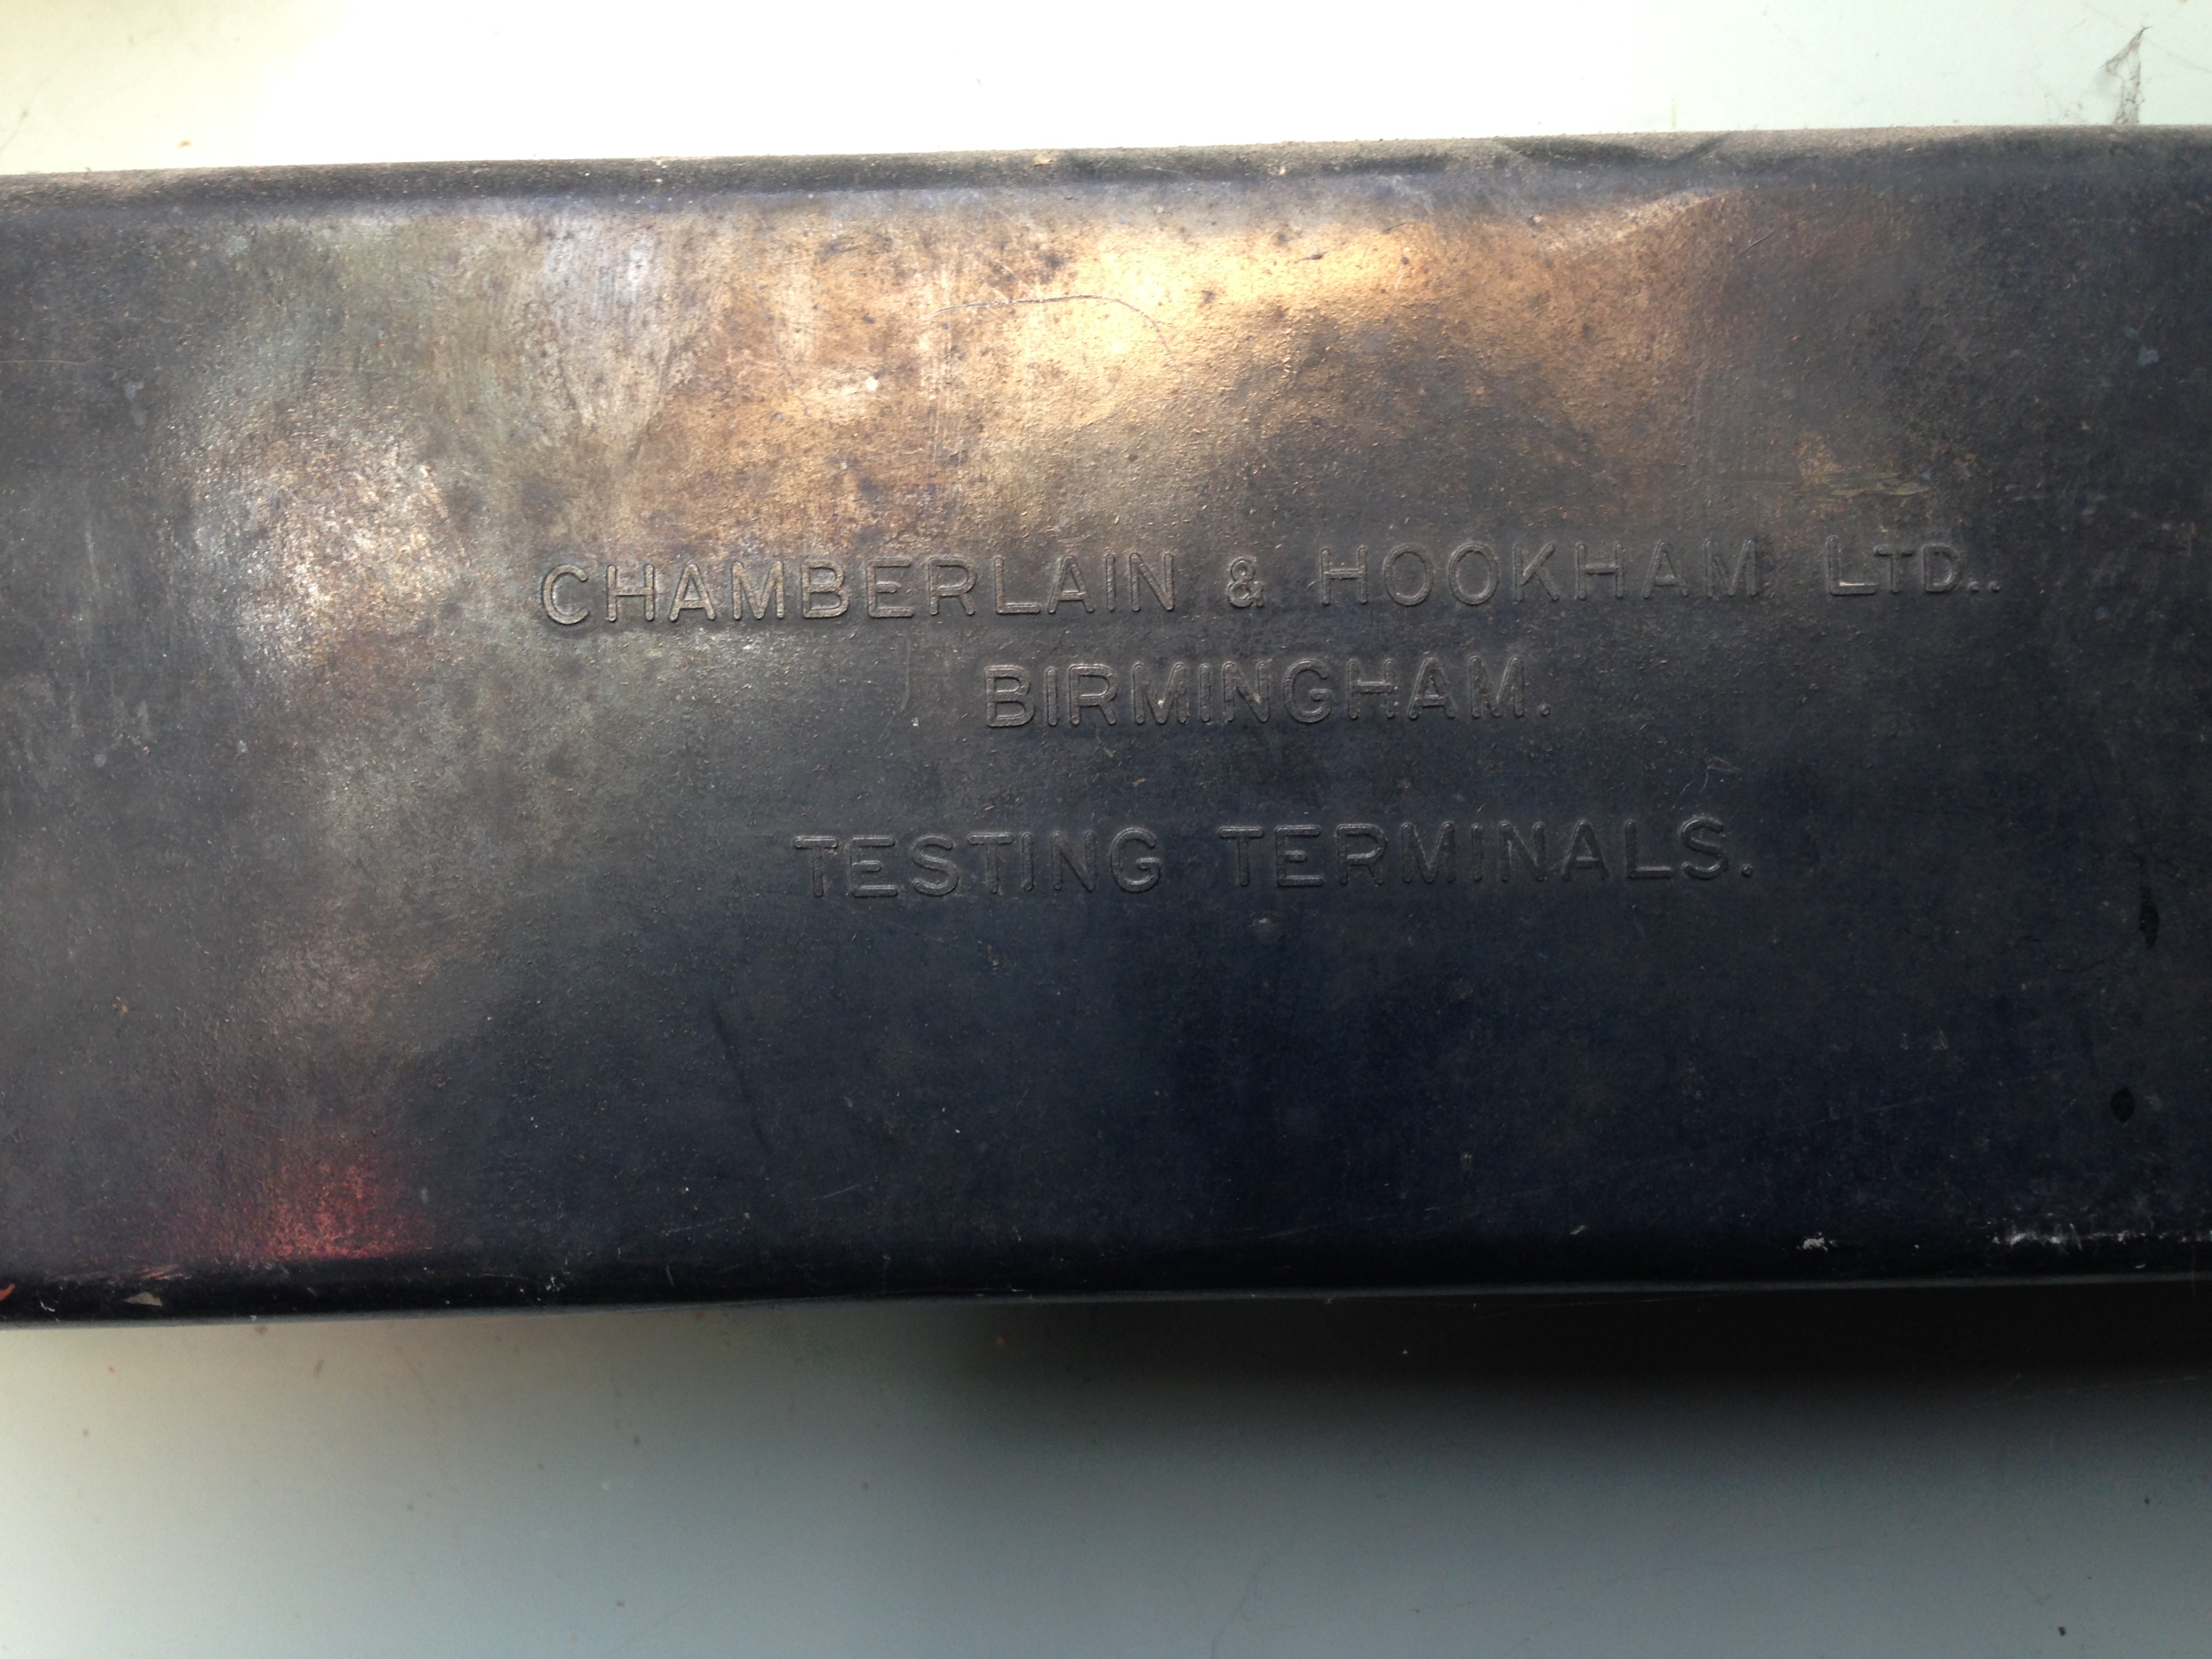 CHAMBERLAIN & HOOKHAM LTD..
BIRMINGHAM.
TESTING TERMINALS.